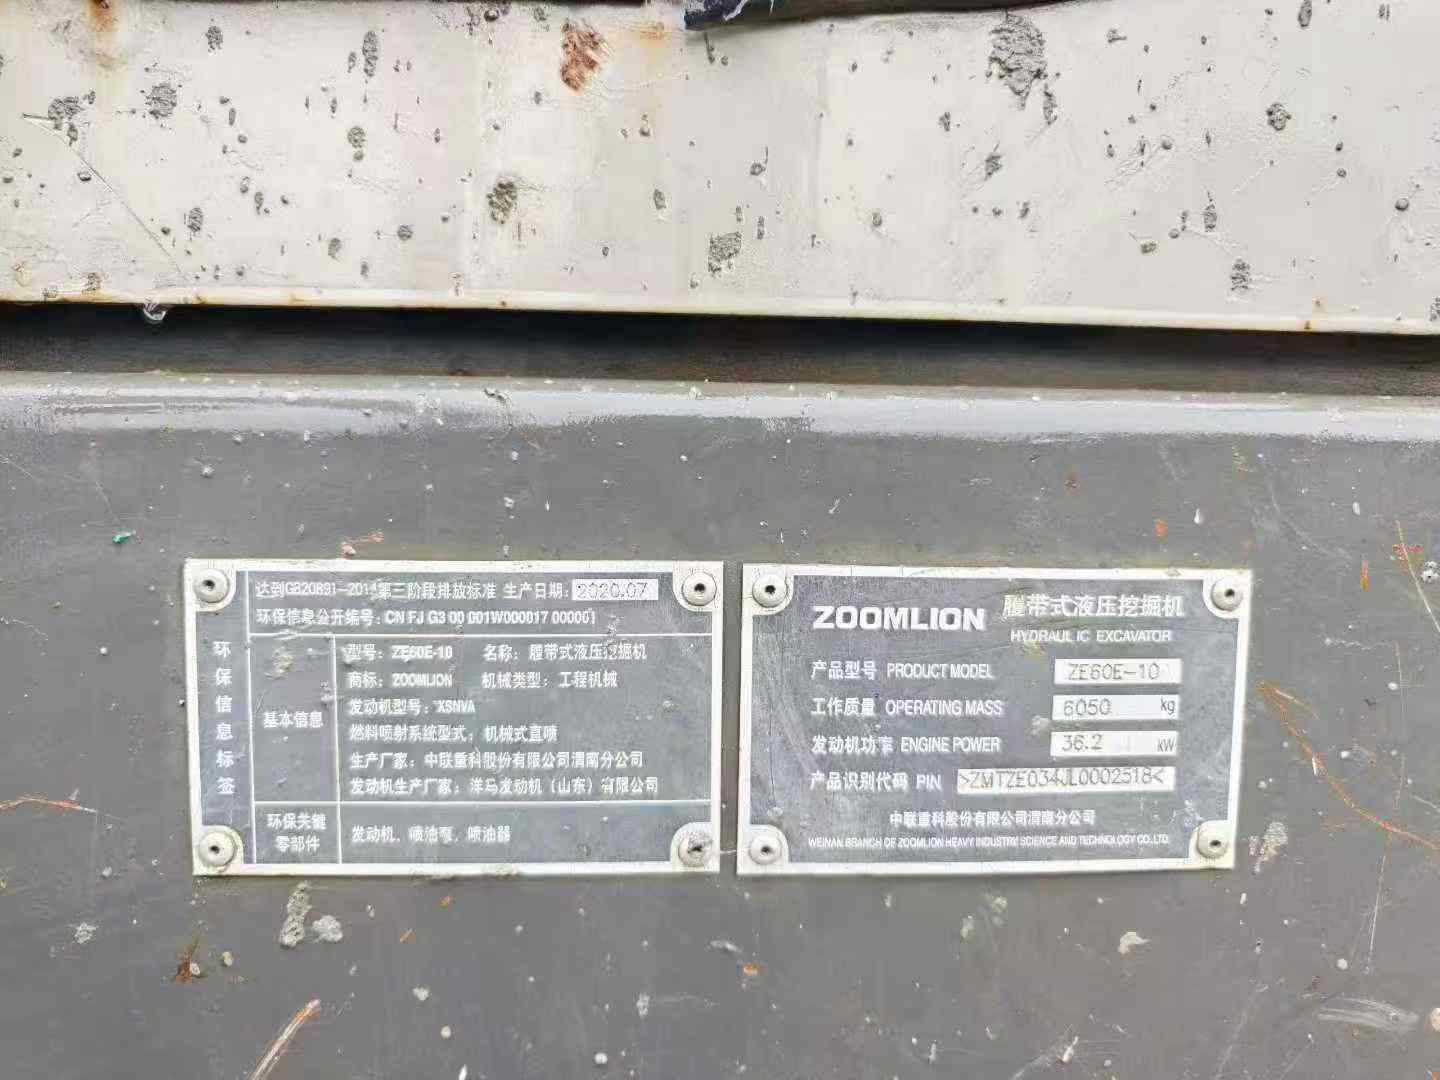 达到GB20891-2014第三阶段排放标准 生产日期：2020.07
环保信息公开编号：CN FJ G3 00 001W000017 000001
环保信息标签
基本信息
型号：ZE60E-10 名称：履带式液压挖掘机
商标：ZOOMLION 机械类型：工程机械
发动机型号：XSNVA
燃料喷射系统型式：机械式直喷
生产厂家：中联重科股份有限公司渭南分公司
发动机生产厂家：洋马发动机（山东）有限公司
环保关键零部件
发动机、喷油泵、喷油器
ZOOMLION 履带式液压挖掘机
HYDRAULIC EXCAVATOR
产品型号 PRODUCT MODEL ZE60E-10
工作质量 OPERATING MASS 6050 kg
发动机功率 ENGINE POWER 36.2 kW
产品识别代码 PIN >ZMTZE034JL0002518<
中联重科股份有限公司渭南分公司
WEINAN BRANCH OF ZOOMLION HEAVY INDUSTRY SCIENCE AND TECHNOLOGY CO.,LTD.